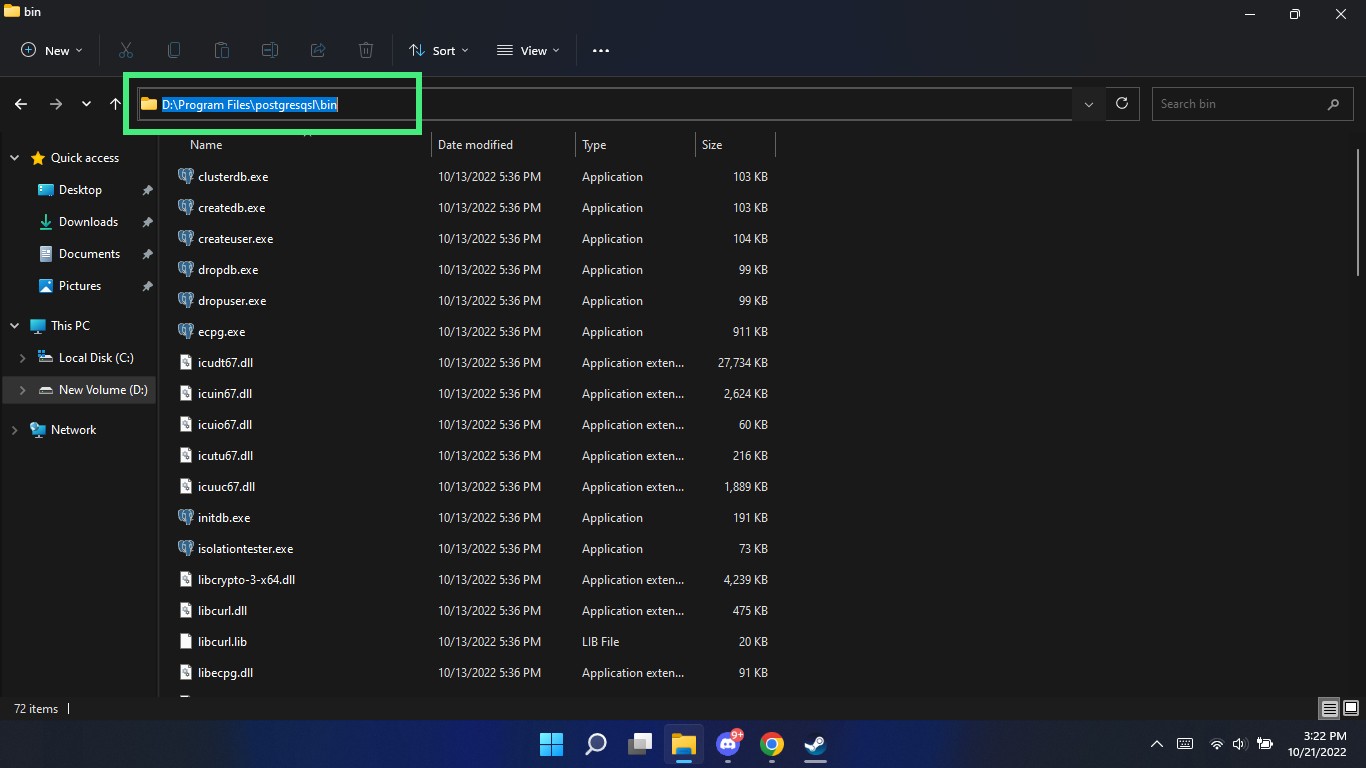 bin
New
Sort
View
D:\Program Files\postgresqsl\bin
Search bin
Name Date modified Type Size
Quick access
Desktop
Downloads
Documents
Pictures
This PC
Local Disk (C:)
New Volume (D:)
Network
clusterdb.exe 10/13/2022 5:36 PM Application 103 KB
createdb.exe 10/13/2022 5:36 PM Application 103 KB
createuser.exe 10/13/2022 5:36 PM Application 104 KB
dropdb.exe 10/13/2022 5:36 PM Application 99 KB
dropuser.exe 10/13/2022 5:36 PM Application 99 KB
ecpg.exe 10/13/2022 5:36 PM Application 911 KB
icudt67.dll 10/13/2022 5:36 PM Application exten... 27,734 KB
icuin67.dll 10/13/2022 5:36 PM Application exten... 2,624 KB
icuio67.dll 10/13/2022 5:36 PM Application exten... 60 KB
icutu67.dll 10/13/2022 5:36 PM Application exten... 216 KB
icuuc67.dll 10/13/2022 5:36 PM Application exten... 1,889 KB
initdb.exe 10/13/2022 5:36 PM Application 191 KB
isolationtester.exe 10/13/2022 5:36 PM Application 73 KB
libcrypto-3-x64.dll 10/13/2022 5:36 PM Application exten... 4,239 KB
libcurl.dll 10/13/2022 5:36 PM Application exten... 475 KB
libcurl.lib 10/13/2022 5:36 PM LIB File 20 KB
libecpg.dll 10/13/2022 5:36 PM Application exten... 91 KB
72 items
9+
3:22 PM
10/21/2022